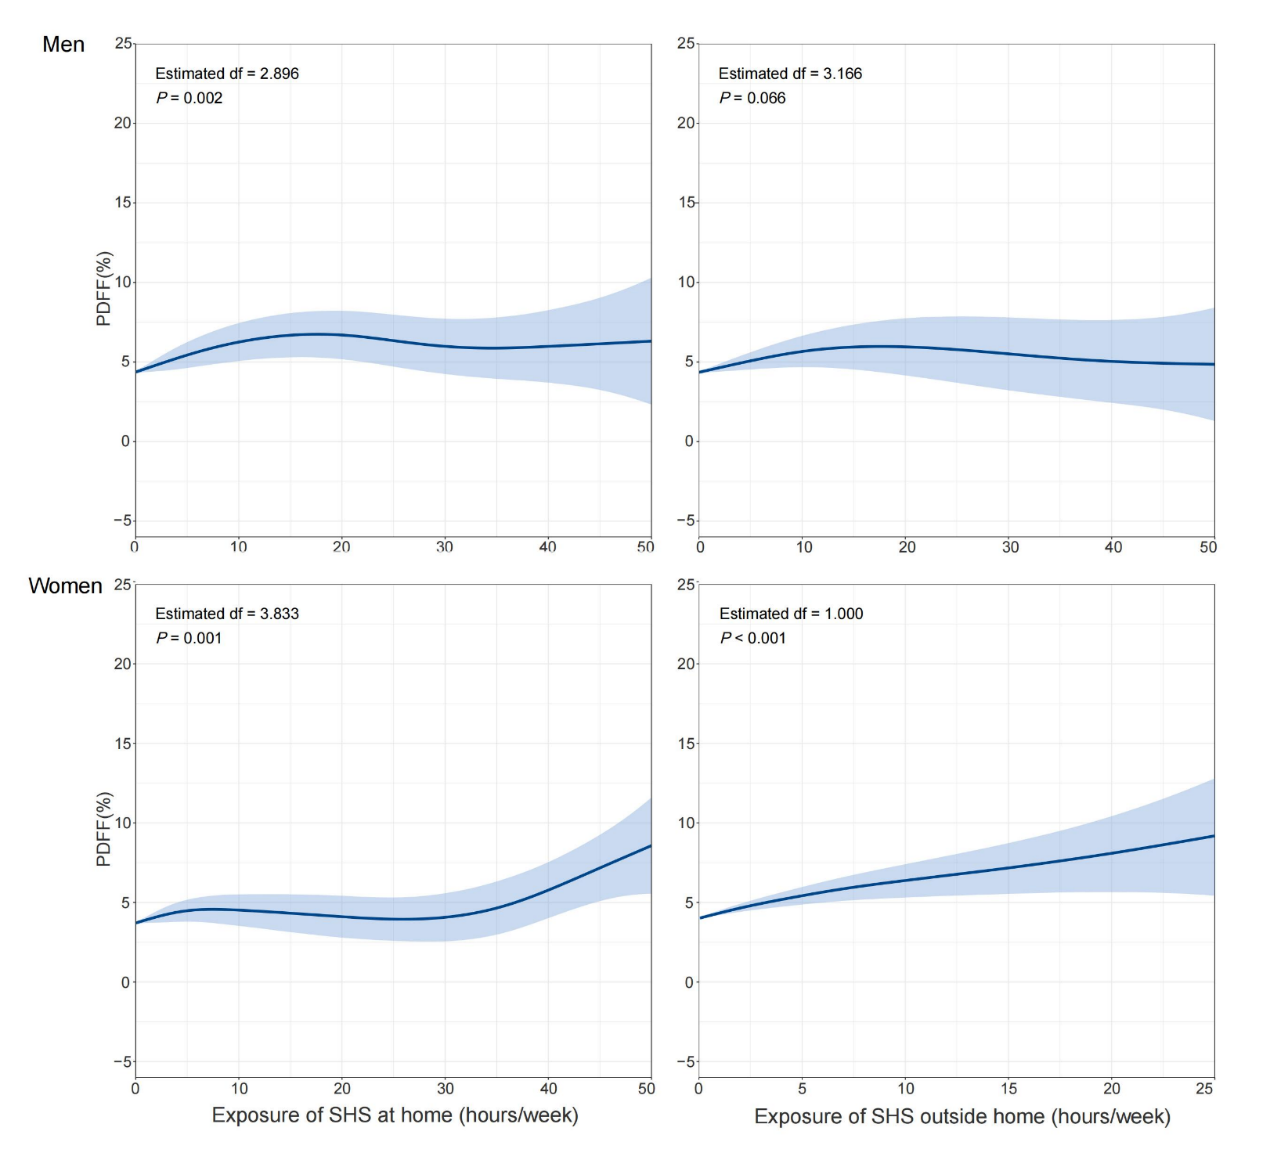 Men
25
20
15
10
5
0
−5
PDFF(%)
Estimated df = 2.896
P = 0.002
0 10 20 30 40 50
25
20
15
10
5
0
−5
Estimated df = 3.166
P = 0.066
0 10 20 30 40 50
Women
25
20
15
10
5
0
−5
PDFF(%)
Estimated df = 3.833
P = 0.001
0 10 20 30 40 50
Exposure of SHS at home (hours/week)
25
20
15
10
5
0
−5
Estimated df = 1.000
P < 0.001
0 5 10 15 20 25
Exposure of SHS outside home (hours/week)